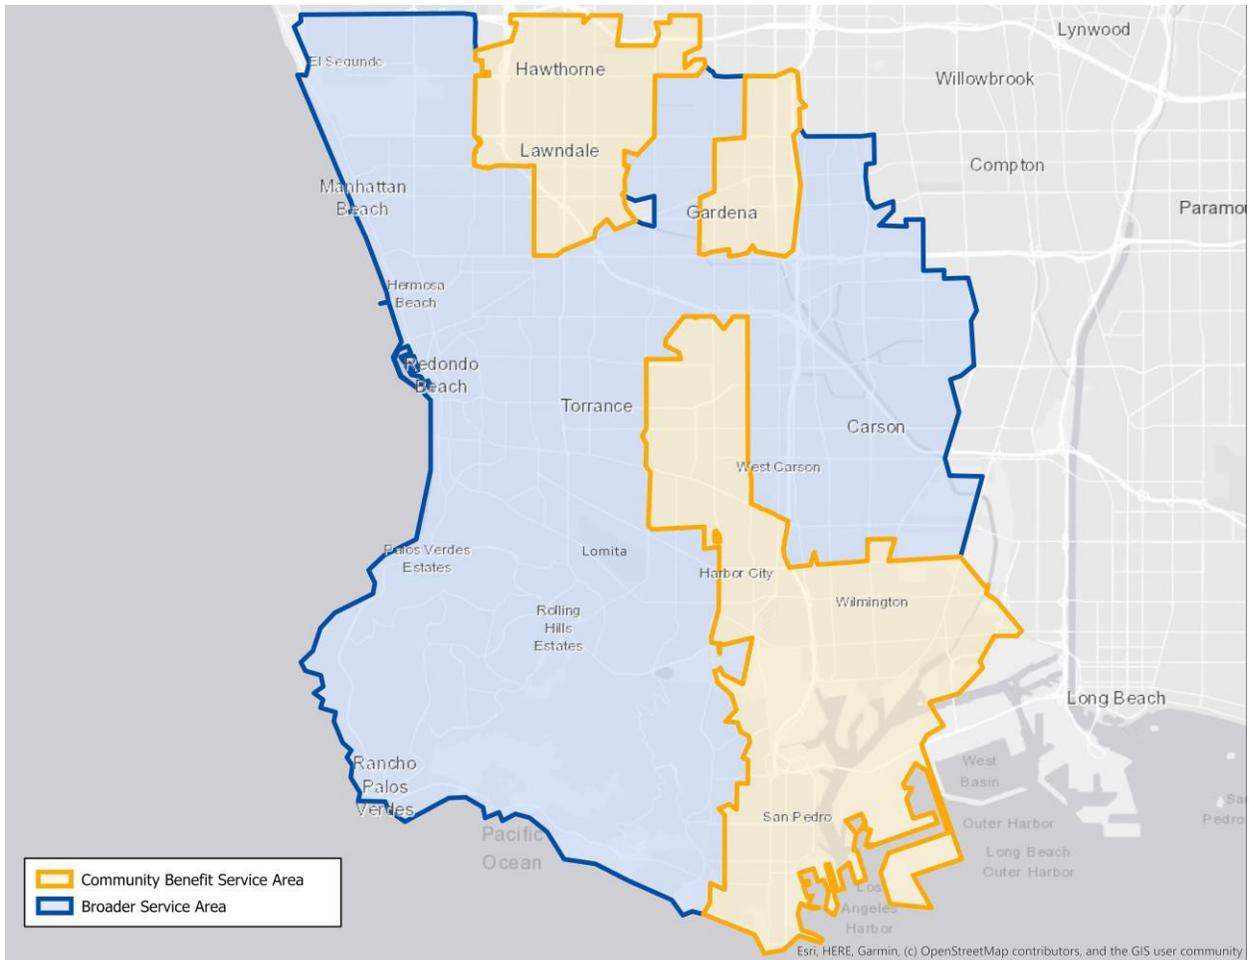 Lynwood
El Segundo
Hawthorne
Willowbrook
Lawndale
Compton
Manhattan
Beach
Gardena
Paramou
Hermosa
Beach
Redondo
Beach
Torrance
Carson
West Carson
Palos Verdes
Estates
Lomita
Harbor City
Wilmington
Rolling
Hills
Estates
Long Beach
Rancho
Palos
Verdes
West
Basin
San Pedro
Outer Harbor
San
Pedro
Pacific
Ocean
Long Beach
Outer Harbor
Los
Angeles
Harbor
Community Benefit Service Area
Broader Service Area
Esri, HERE, Garmin, (c) OpenStreetMap contributors, and the GIS user community